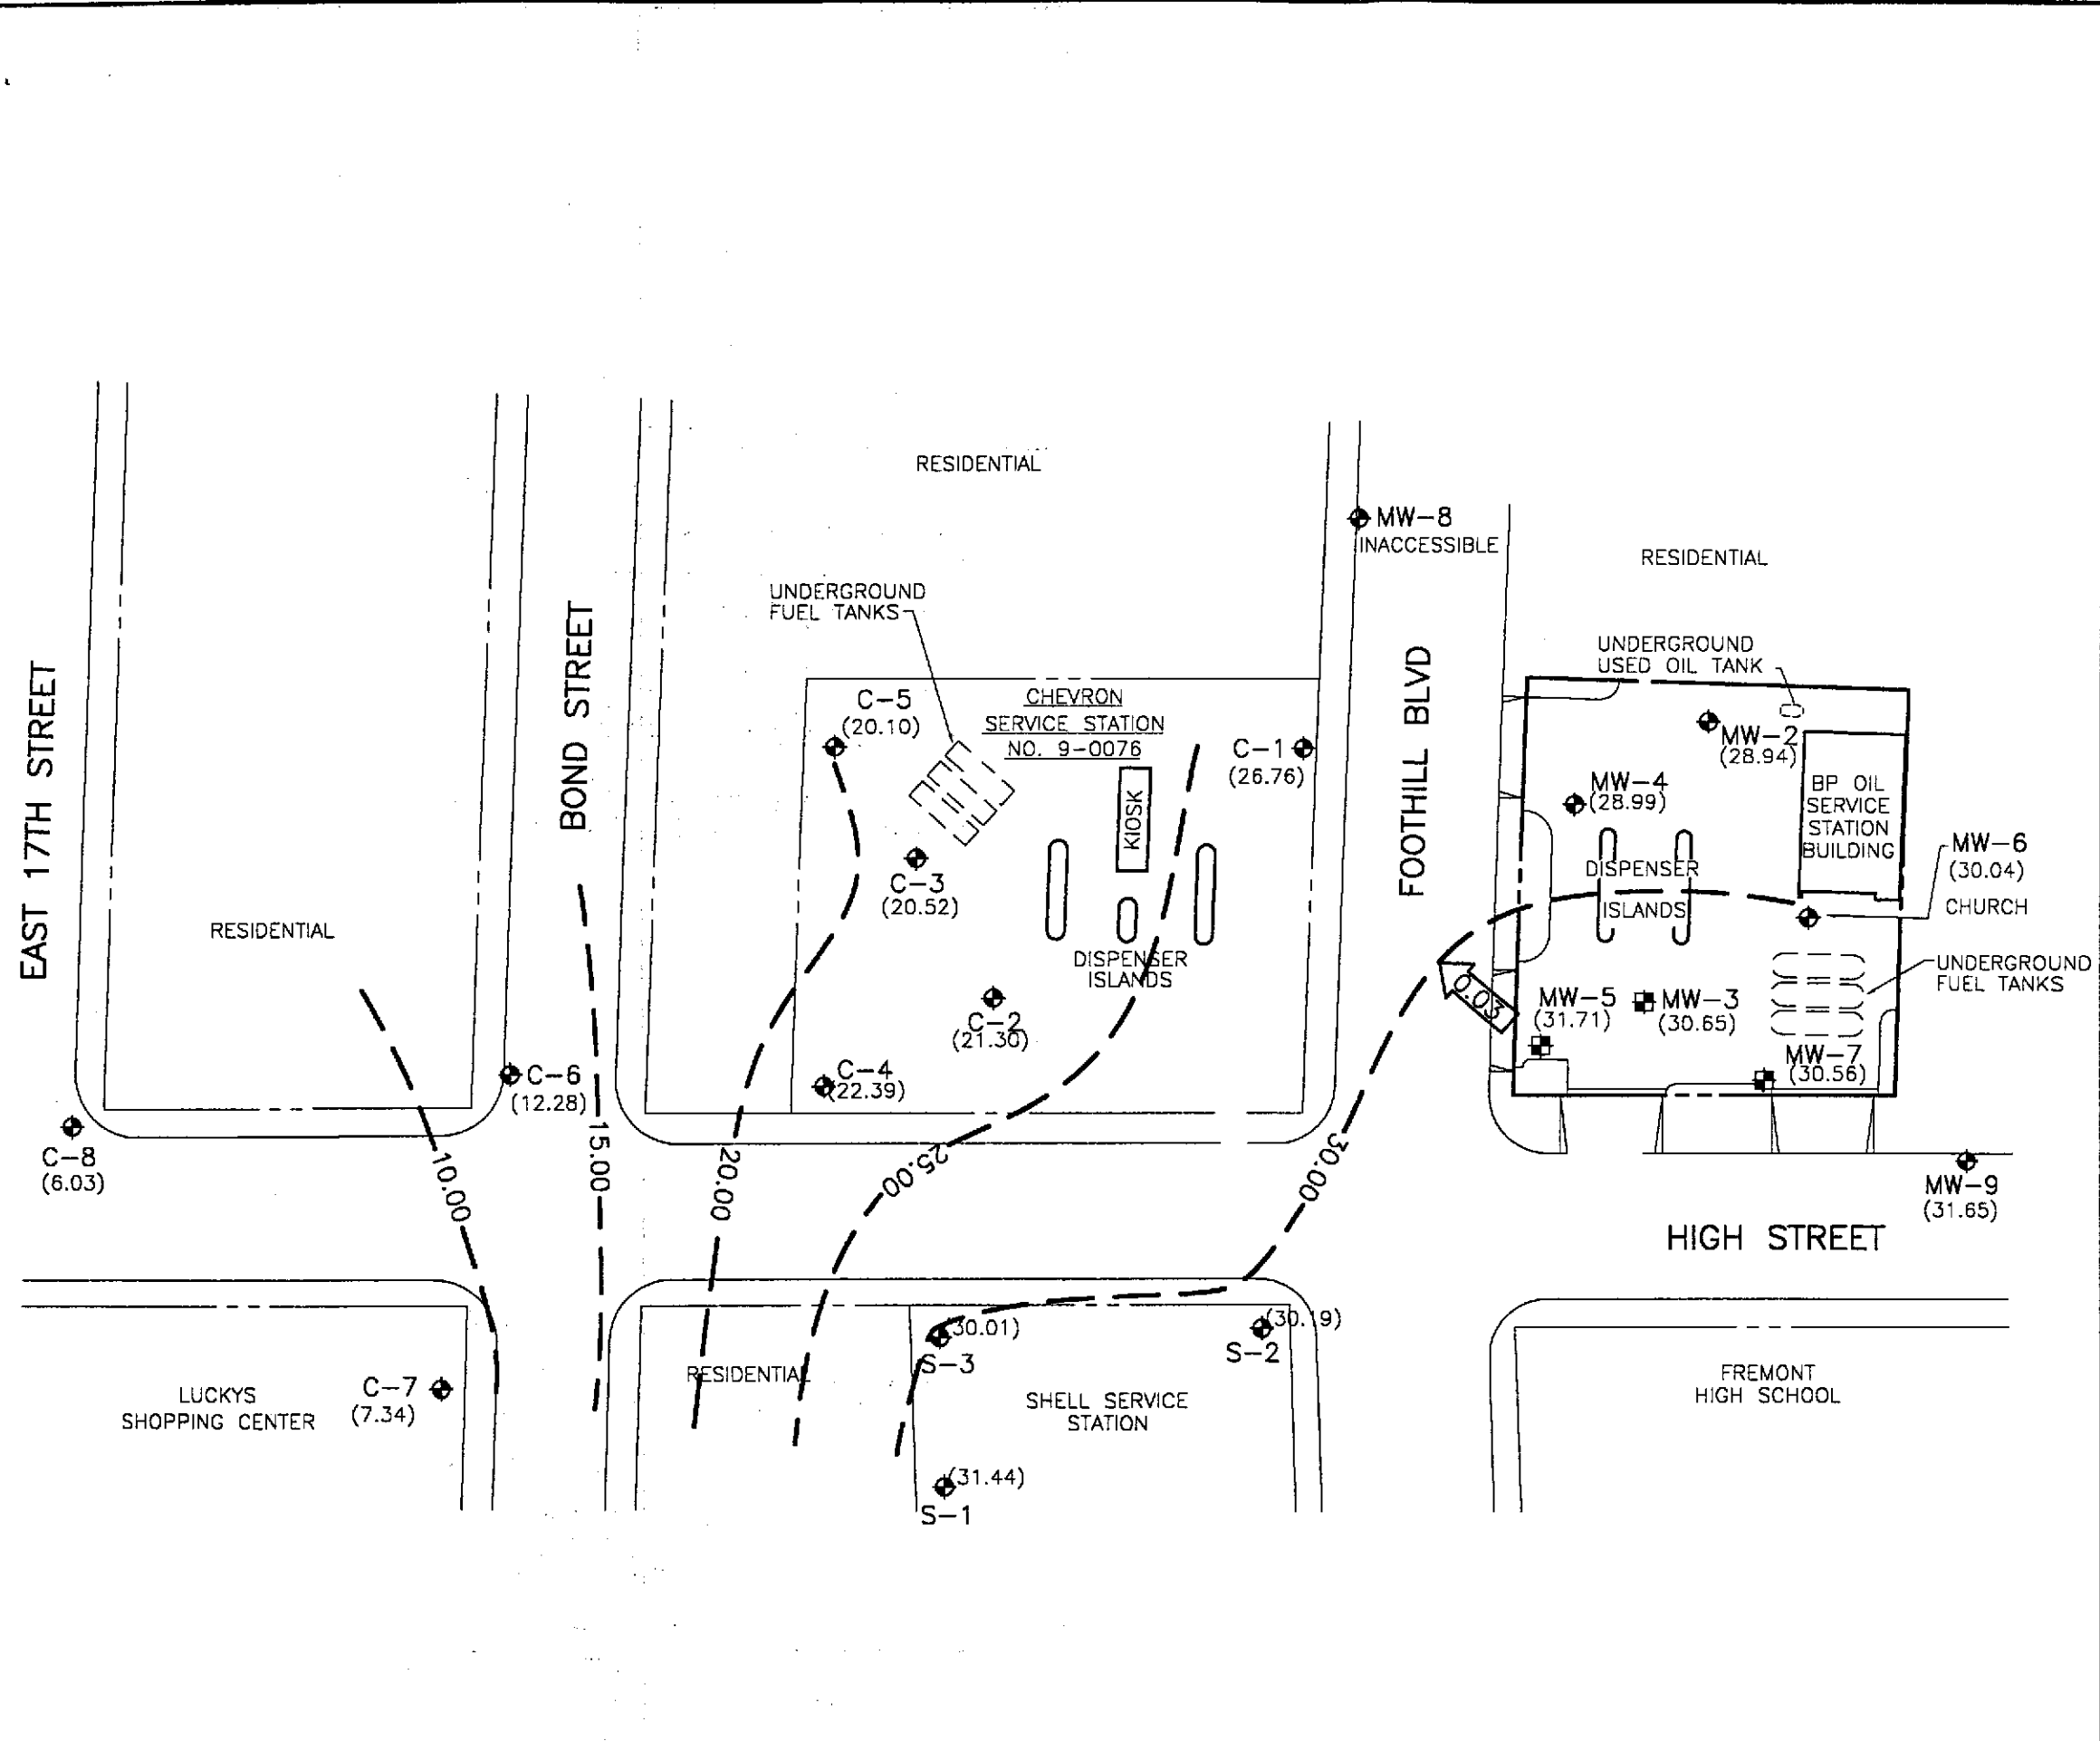 RESIDENTIAL
MW-8
INACCESSIBLE
RESIDENTIAL
UNDERGROUND
FUEL TANKS
UNDERGROUND
USED OIL TANK
EAST 17TH STREET
BOND STREET
FOOTHILL BLVD
C-5
(20.10)
CHEVRON
SERVICE STATION
NO. 9-0076
C-1
(26.76)
KIOSK
MW-2
(28.94)
MW-4
(28.99)
BP OIL
SERVICE
STATION
BUILDING
MW-6
(30.04)
CHURCH
DISPENSER
ISLANDS
C-3
(20.52)
RESIDENTIAL
DISPENSER
ISLANDS
UNDERGROUND
FUEL TANKS
0.03
MW-5
(31.71)
MW-3
(30.65)
C-2
(21.30)
C-4
(22.39)
MW-7
(30.56)
C-6
(12.28)
C-8
(6.03)
10.00
15.00
20.00
25.00
30.00
MW-9
(31.65)
HIGH STREET
(30.01)
S-3
(30.19)
S-2
RESIDENTIAL
C-7
(7.34)
LUCKYS
SHOPPING CENTER
SHELL SERVICE
STATION
FREMONT
HIGH SCHOOL
(31.44)
S-1